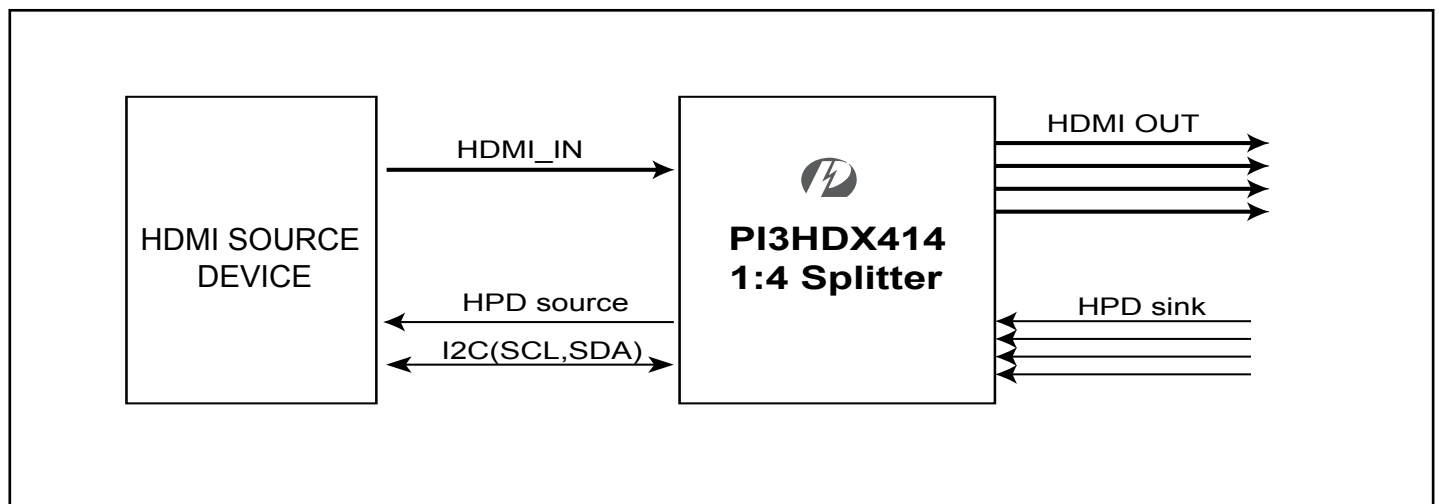 HDMI SOURCE
DEVICE
HDMI_IN
HPD source
I2C(SCL,SDA)
PI3HDX414
1:4 Splitter
HDMI OUT
HPD sink